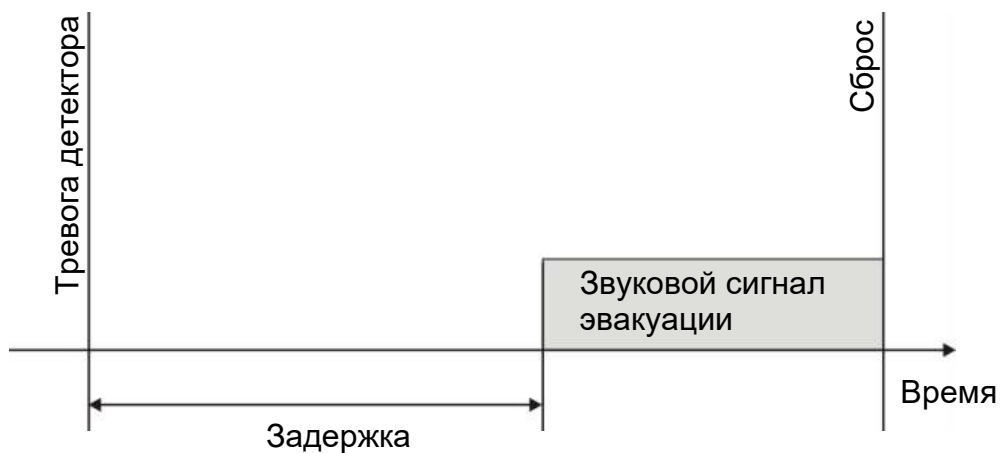 Тревога детектора
Сброс
Звуковой сигнал
эвакуации
Время
Задержка